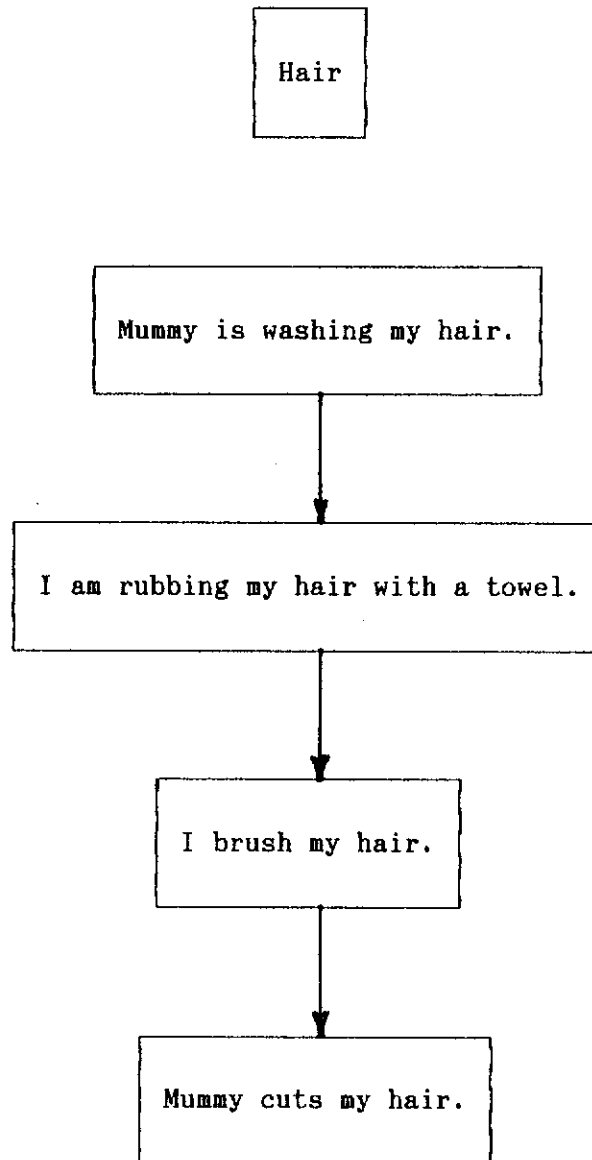 Hair
Mummy is washing my hair.
I am rubbing my hair with a towel.
I brush my hair.
Mummy cuts my hair.